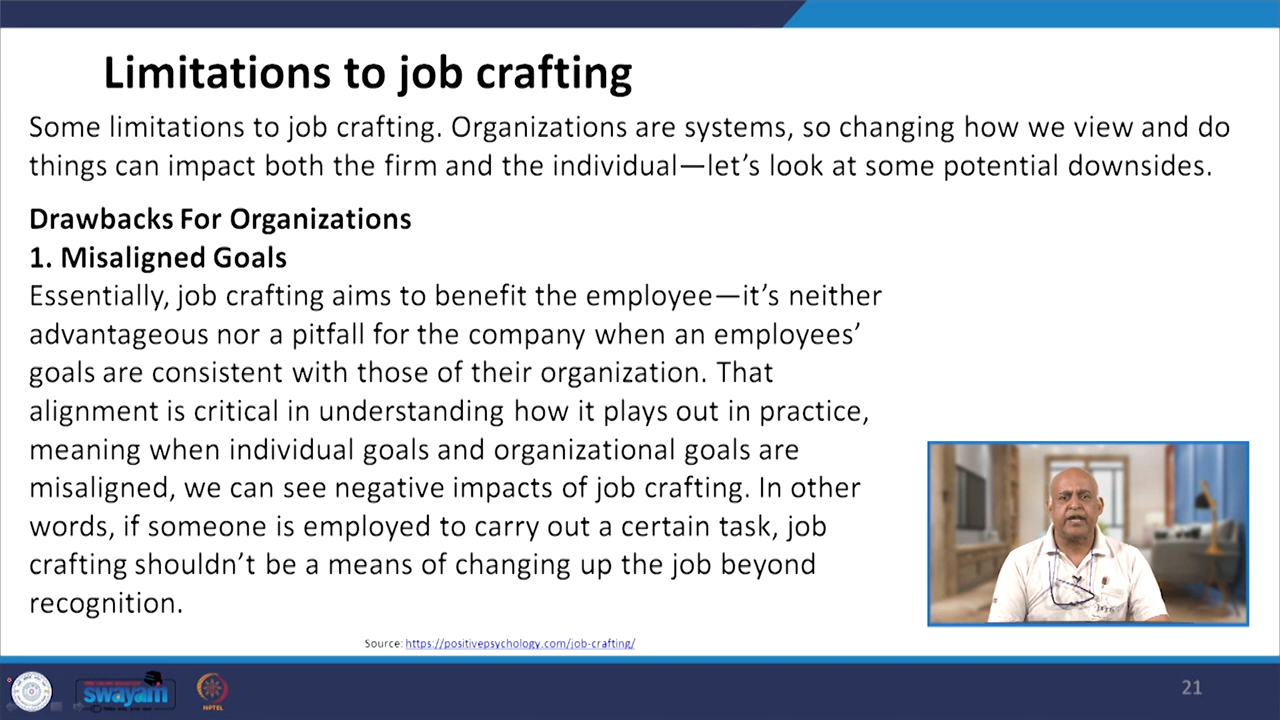 Limitations to job crafting
Some limitations to job crafting. Organizations are systems, so changing how we view and do
things can impact both the firm and the individual—let’s look at some potential downsides.
Drawbacks For Organizations
1. Misaligned Goals
Essentially, job crafting aims to benefit the employee—it’s neither
advantageous nor a pitfall for the company when an employees’
goals are consistent with those of their organization. That
alignment is critical in understanding how it plays out in practice,
meaning when individual goals and organizational goals are
misaligned, we can see negative impacts of job crafting. In other
words, if someone is employed to carry out a certain task, job
crafting shouldn’t be a means of changing up the job beyond
recognition.
Source: https://positivepsychology.com/job-crafting/
swayam
NPTEL
21